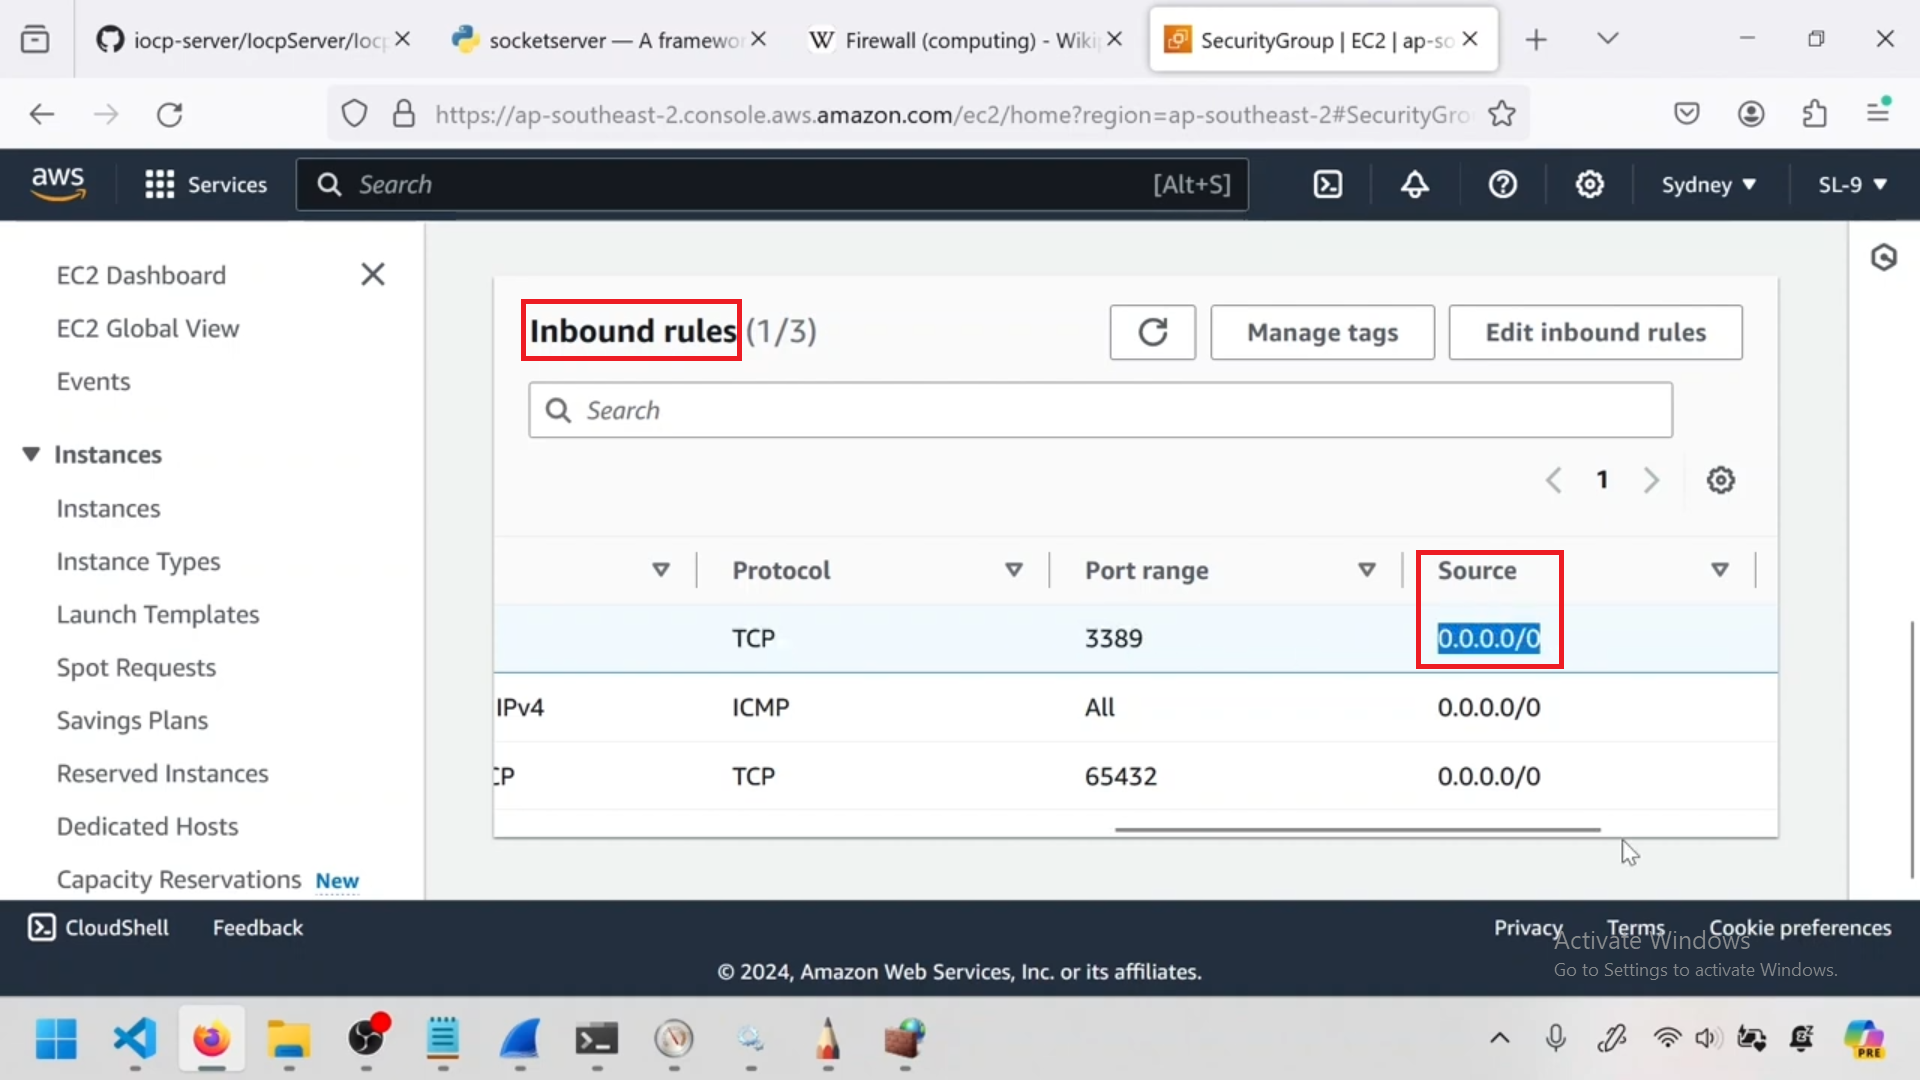 iocp-server/IocpServer/iocp
socketserver — A framewor
Firewall (computing) - Wiki
SecurityGroup | EC2 | ap-so
https://ap-southeast-2.console.aws.amazon.com/ec2/home?region=ap-southeast-2#SecurityGro
aws
Services
Search
[Alt+S]
Sydney
SL-9
EC2 Dashboard
EC2 Global View
Events
Instances
Instances
Instance Types
Launch Templates
Spot Requests
Savings Plans
Reserved Instances
Dedicated Hosts
Capacity Reservations New
Inbound rules (1/3)
Manage tags
Edit inbound rules
Search
1
Protocol Port range Source
TCP 3389 0.0.0.0/0
IPv4 ICMP All 0.0.0.0/0
CP TCP 65432 0.0.0.0/0
CloudShell Feedback
Privacy Terms Cookie preferences
Activate Windows
Go to Settings to activate Windows.
© 2024, Amazon Web Services, Inc. or its affiliates.
PRE